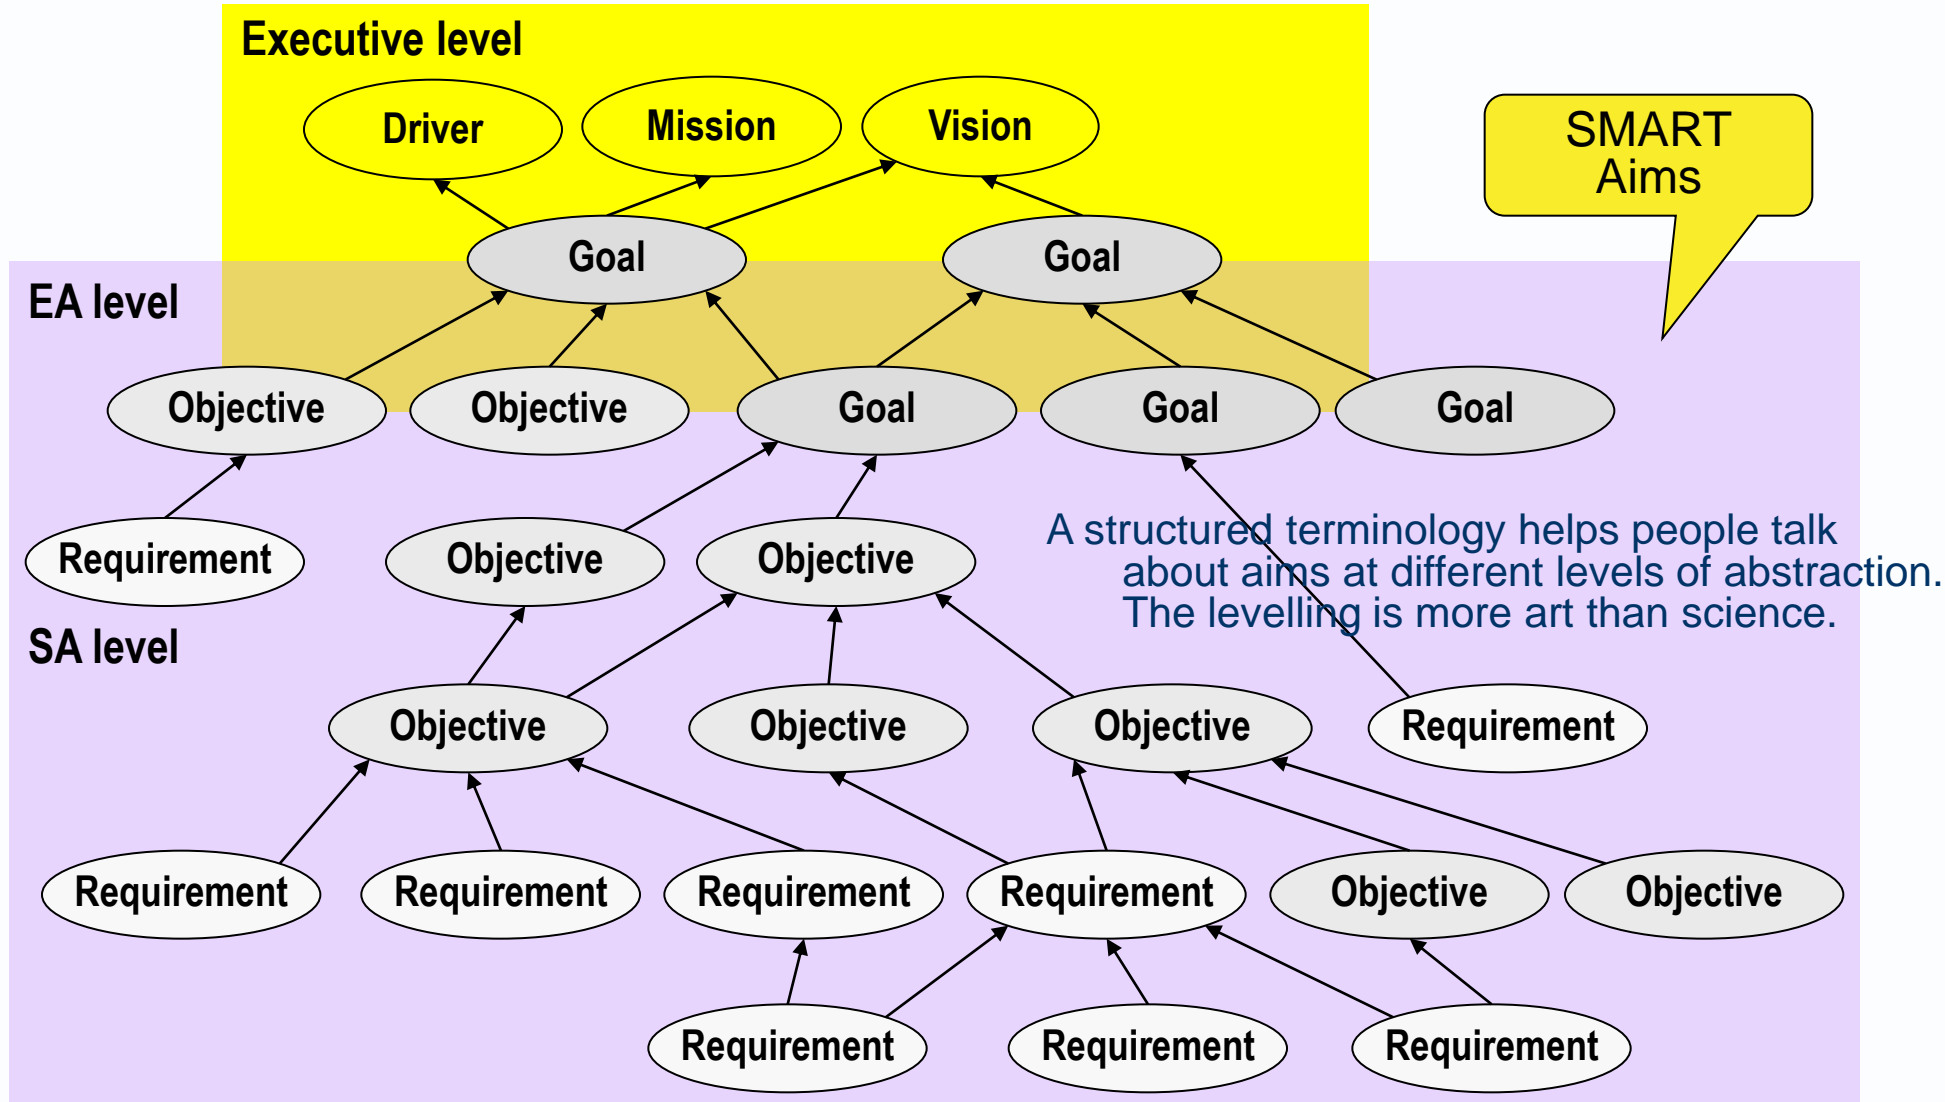 Executive level
Driver
Mission
Vision
SMART
Aims
Goal
Goal
EA level
Objective
Objective
Goal
Goal
Goal
Requirement
Objective
Objective
A structured terminology helps people talk
about aims at different levels of abstraction.
The levelling is more art than science.
SA level
Objective
Objective
Objective
Requirement
Requirement
Requirement
Requirement
Requirement
Objective
Objective
Requirement
Requirement
Requirement